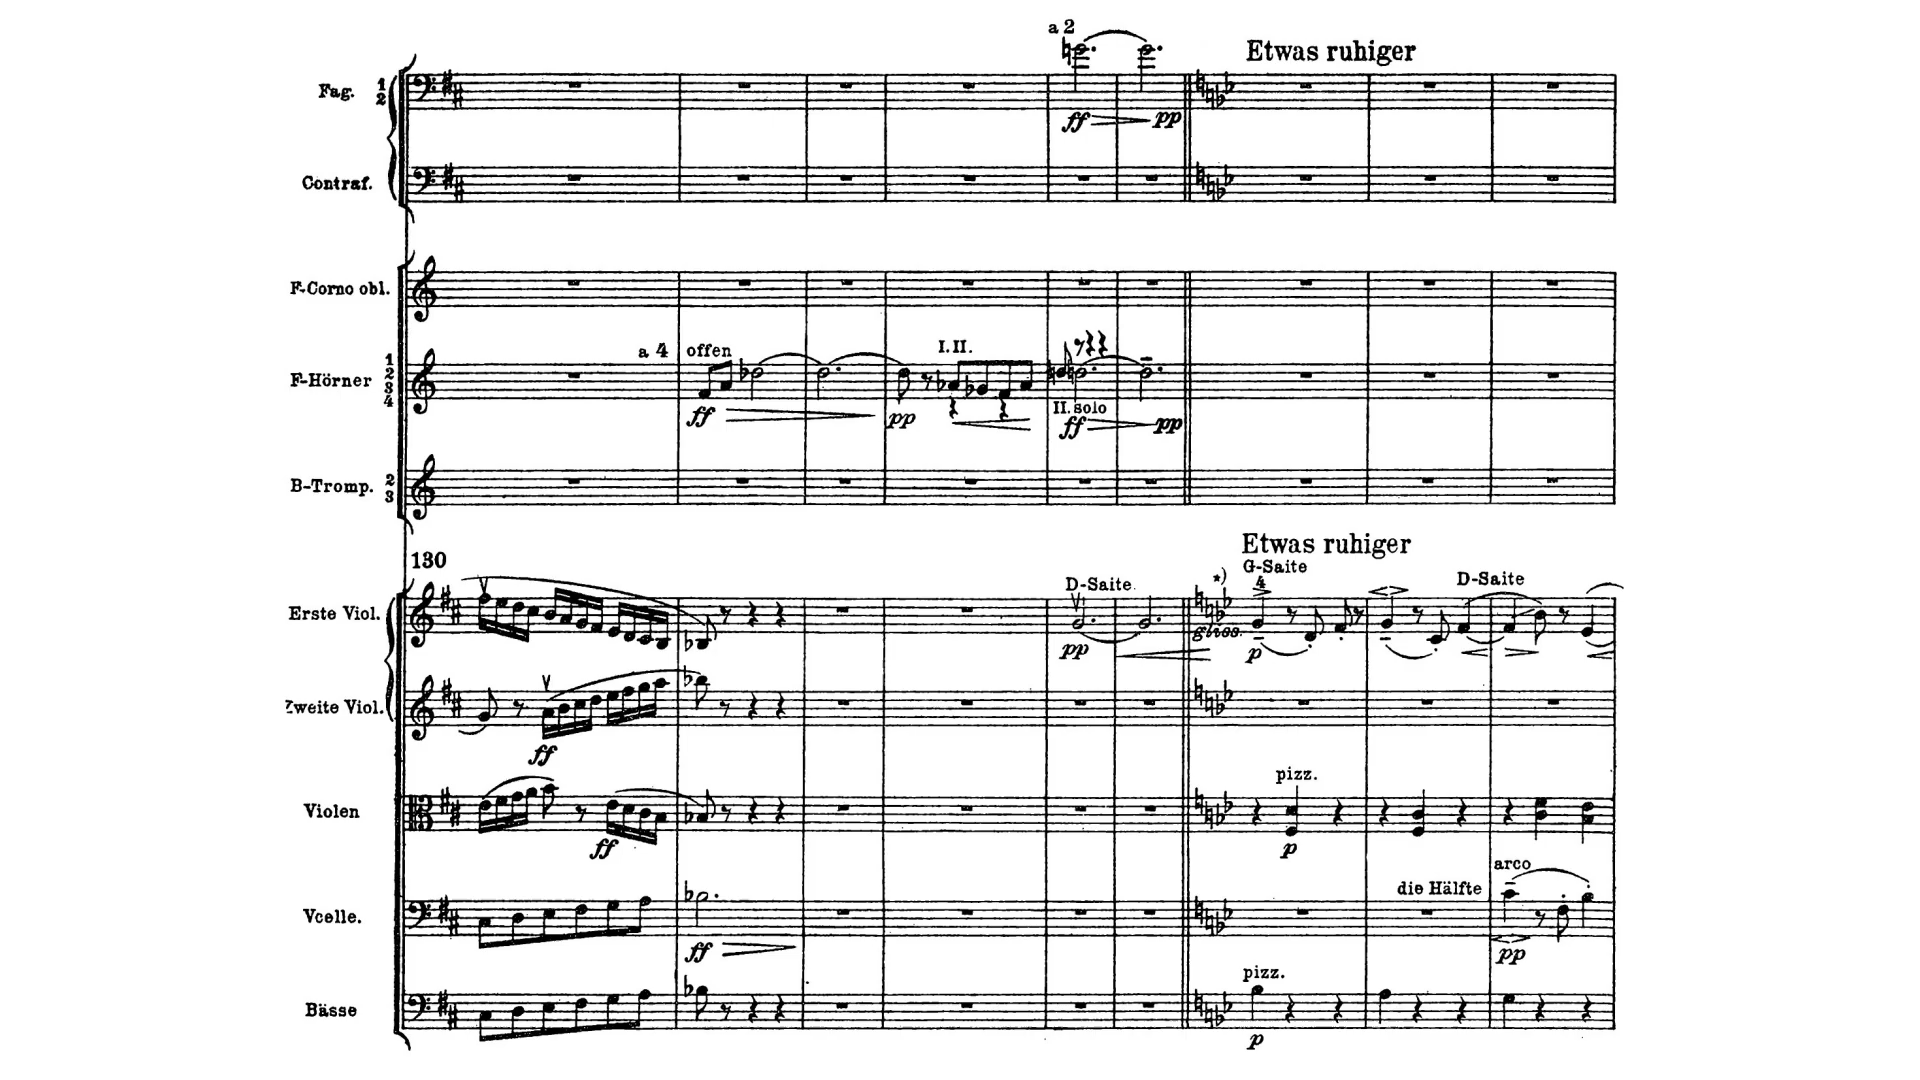 a 2
Etwas ruhiger
Fag. 1 2
ff pp
Contraf.
F-Corno obl.
a 4 offen I. II.
F-Hörner 1 2 3 4
II. solo
ff pp ff pp
B-Tromp. 2 3
130
Etwas ruhiger
G-Saite
D-Saite *) 4 D-Saite
Erste Viol.
gliss.
pp p
Zweite Viol.
ff
pizz.
Violen
ff p
arco
die Hälfte
Vcelle.
ff pp
pizz.
Bässe
p